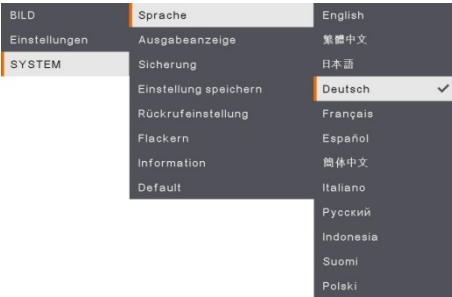 BILD
Einstellungen
SYSTEM
Sprache
Ausgabeanzeige
Sicherung
Einstellung speichern
Rückrufeinstellung
Flackern
Information
Default
English
繁體中文
日本語
Deutsch
Français
Español
簡体中文
Italiano
Русский
Indonesia
Suomi
Polski